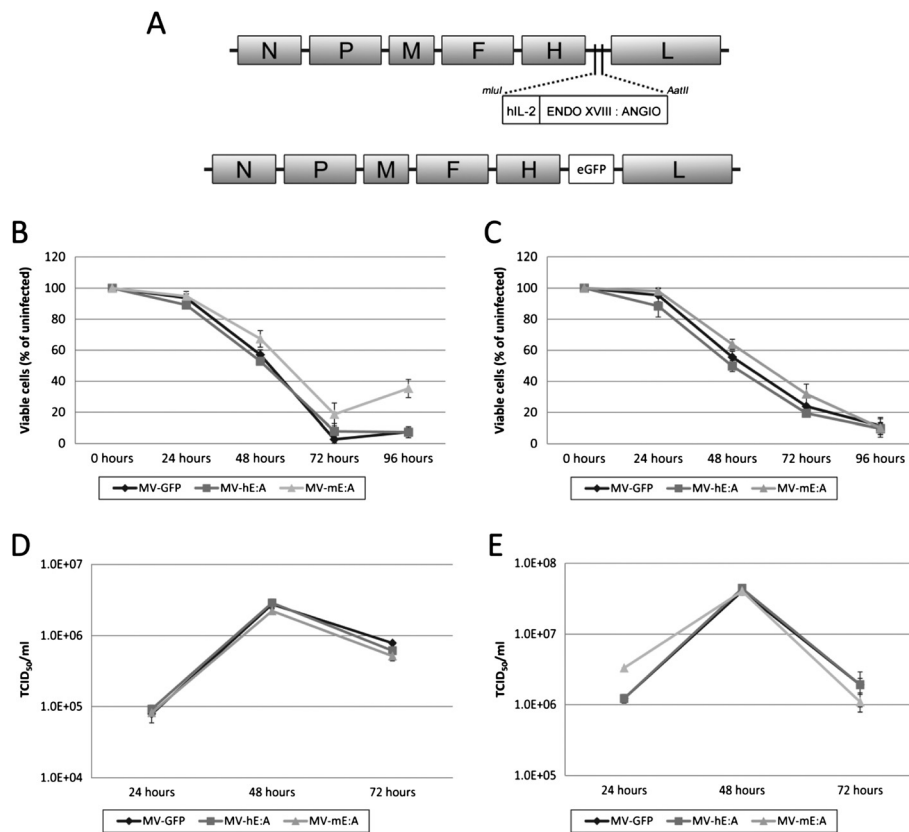 A
N P M F H L
mluI AatII
hIL-2 ENDO XVIII : ANGIO
N P M F H eGFP L
B
Viable cells (% of uninfected)
120
100
80
60
40
20
0
0 hours 24 hours 48 hours 72 hours 96 hours
MV-GFP MV-hE:A MV-mE:A
C
Viable cells (% of uninfected)
120
100
80
60
40
20
0
0 hours 24 hours 48 hours 72 hours 96 hours
MV-GFP MV-hE:A MV-mE:A
D
TCID50/ml
1.0E+07
1.0E+06
1.0E+05
1.0E+04
24 hours 48 hours 72 hours
MV-GFP MV-hE:A MV-mE:A
E
TCID50/ml
1.0E+08
1.0E+07
1.0E+06
1.0E+05
24 hours 48 hours 72 hours
MV-GFP MV-hE:A MV-mE:A